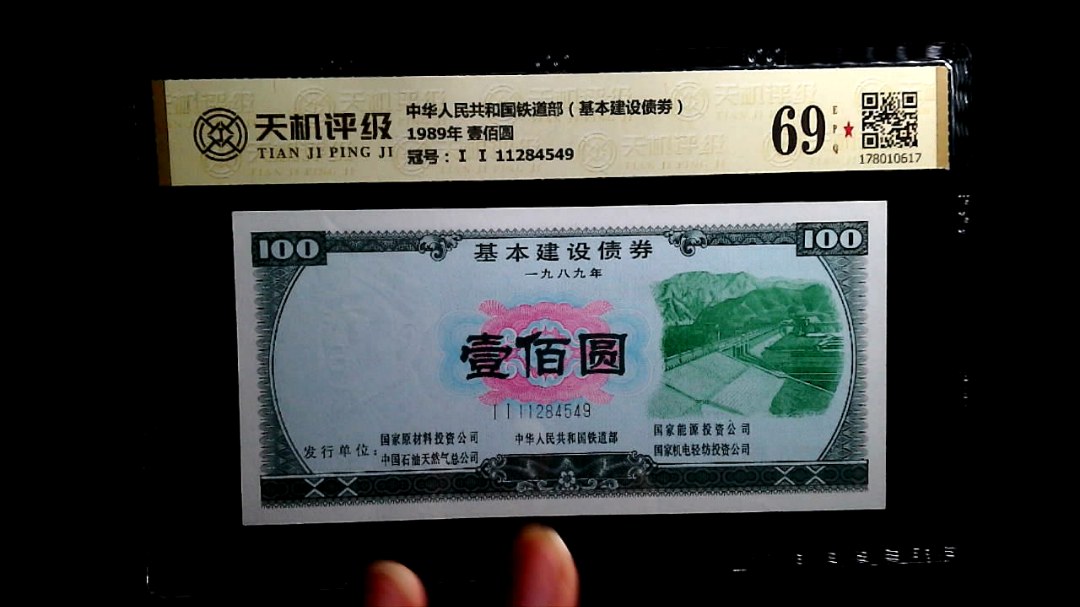 天机评级
TIAN JI PING JI
中华人民共和国铁道部（基本建设债券）
1989年 壹佰圆
冠号：I I 11284549
69
EPQ
178010617
100
基本建设债券
100
一九八九年
壹佰圆
II 11284549
发行单位：
国家原材料投资公司
中国石油天然气总公司
中华人民共和国铁道部
国家能源投资公司
国家机电轻纺投资公司